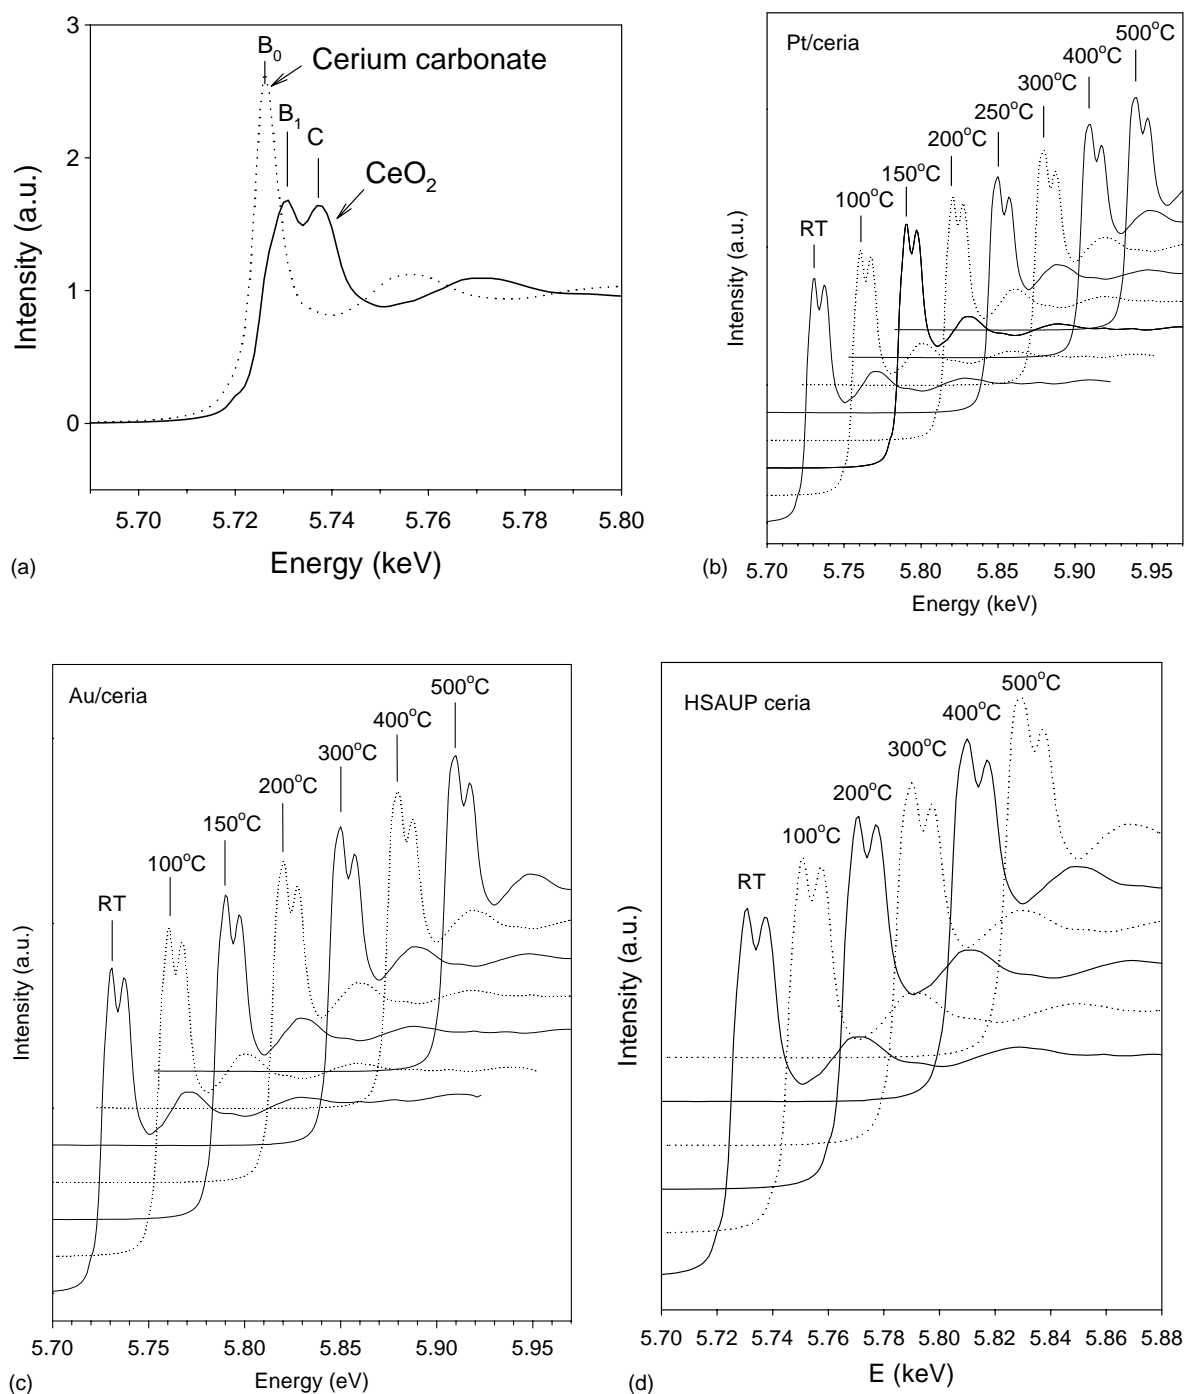 3
2
1
0
Intensity (a.u.)
B0
Cerium carbonate
B1
C
CeO2
5.70 5.72 5.74 5.76 5.78 5.80
Energy (keV)
(a)
Pt/ceria
500°C
400°C
300°C
250°C
200°C
150°C
100°C
RT
Intensity (a.u.)
5.70 5.75 5.80 5.85 5.90 5.95
Energy (keV)
(b)
Au/ceria
500°C
400°C
300°C
200°C
150°C
100°C
RT
Intensity (a.u.)
5.70 5.75 5.80 5.85 5.90 5.95
Energy (eV)
(c)
HSAUP ceria
500°C
400°C
300°C
200°C
100°C
RT
Intensity (a.u.)
5.70 5.72 5.74 5.76 5.78 5.80 5.82 5.84 5.86 5.88
E (keV)
(d)